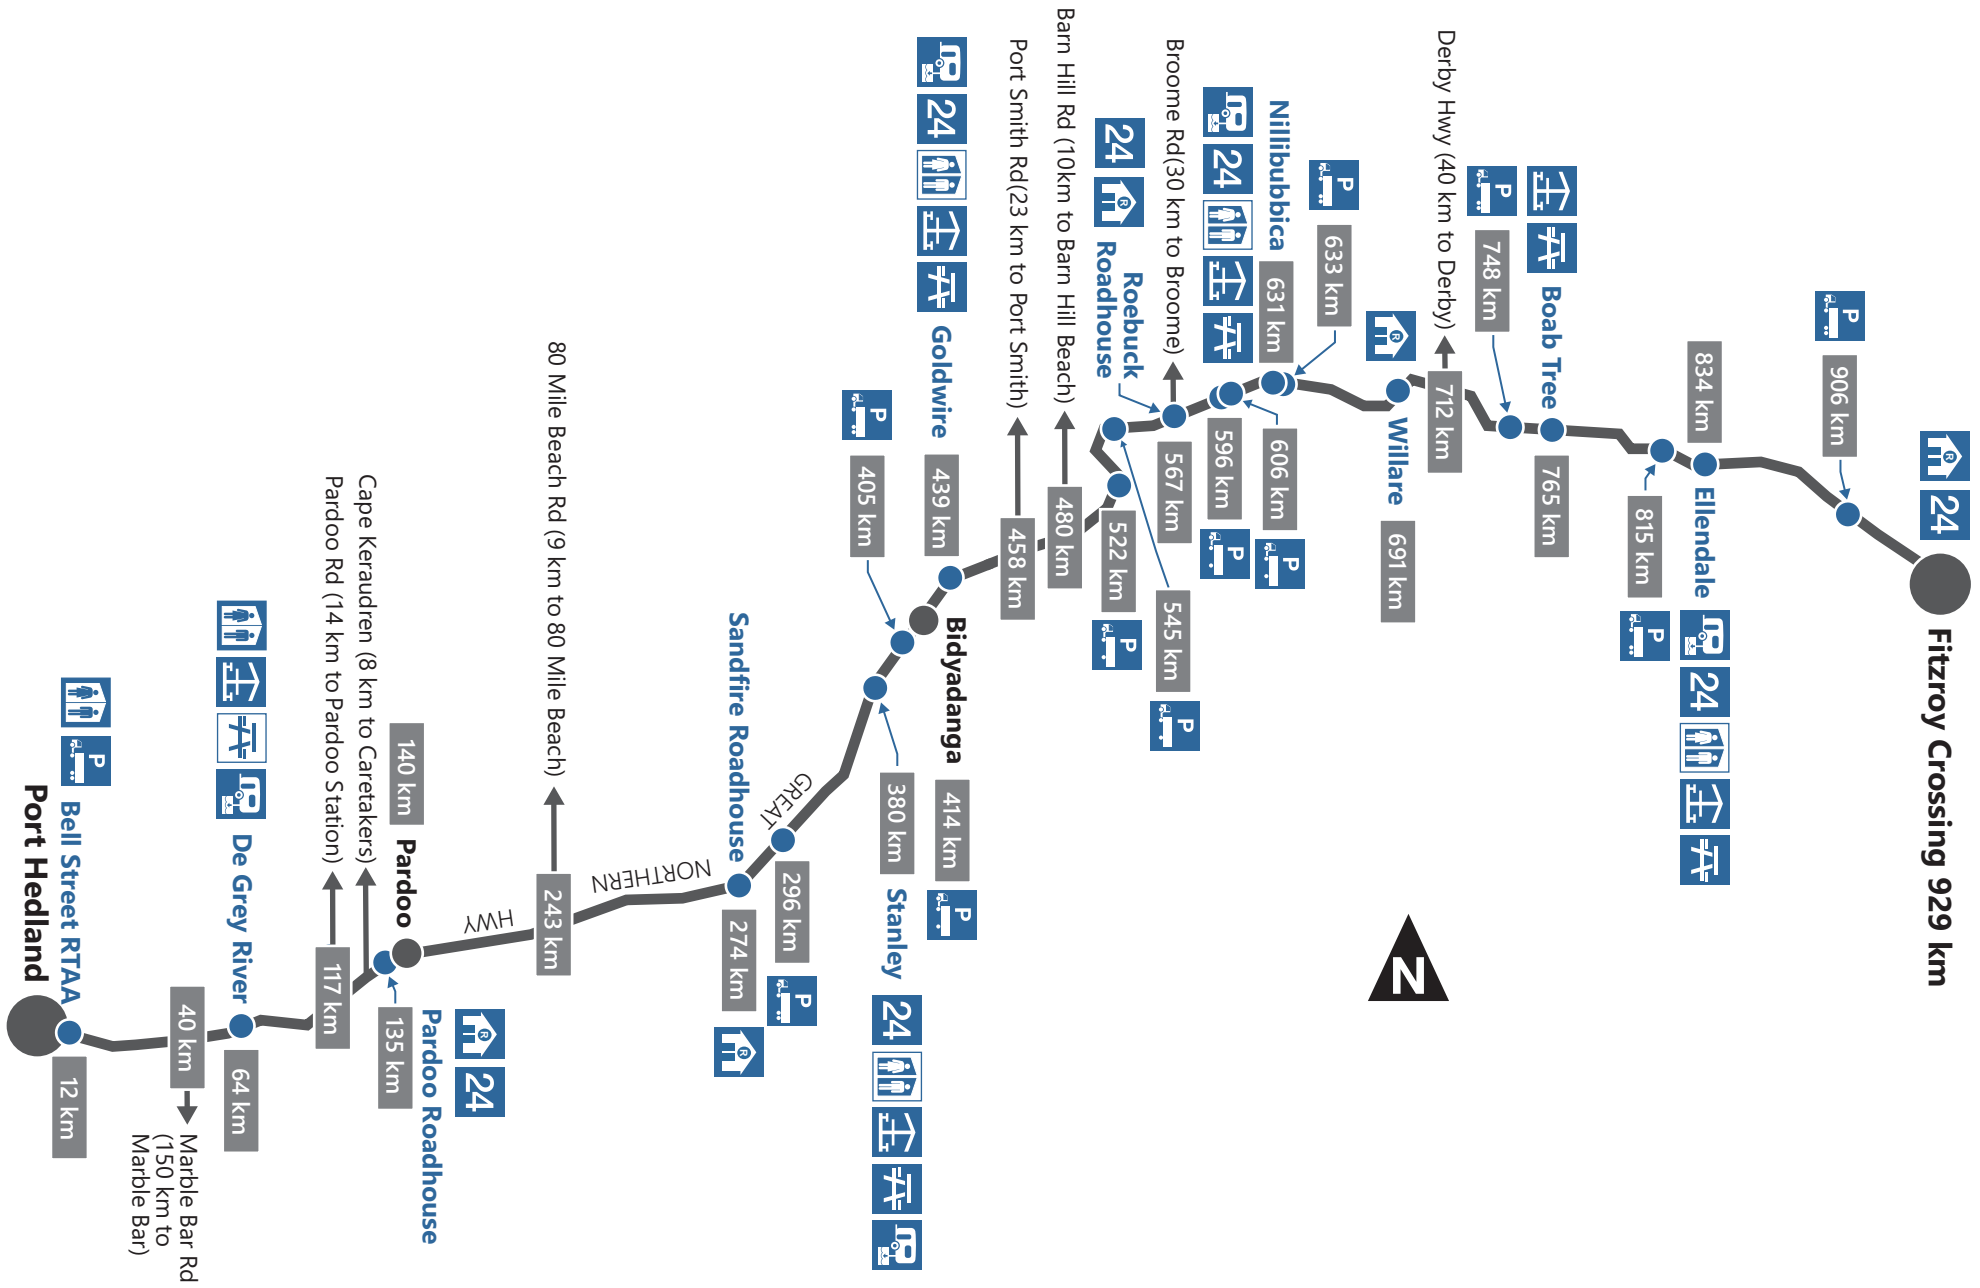 Fitzroy Crossing 929 km
R
24
906 km
P
834 km
Ellendale
24
815 km
P
Boab Tree
765 km
748 km
P
712 km
Derby Hwy (40 km to Derby)
R
Willare
691 km
633 km
P
Nillibubbica
631 km
24
606 km
P
596 km
P
Broome Rd(30 km to Broome)
567 km
Roebuck
Roadhouse
24
R
545 km
P
522 km
P
Barn Hill Rd (10km to Barn Hill Beach)
480 km
Port Smith Rd(23 km to Port Smith)
458 km
Goldwire
439 km
24
Bidyadanga
414 km
P
405 km
P
380 km
Stanley
24
296 km
P
GREAT
NORTHERN
HWY
Sandfire Roadhouse
274 km
R
80 Mile Beach Rd (9 km to 80 Mile Beach)
243 km
140 km
Pardoo
135 km
Pardoo Roadhouse
R
24
Cape Keraudren (8 km to Caretakers)
Pardoo Rd (14 km to Pardoo Station)
117 km
De Grey River
64 km
40 km
Marble Bar Rd
(150 km to
Marble Bar)
P
Bell Street RTAA
12 km
Port Hedland
N